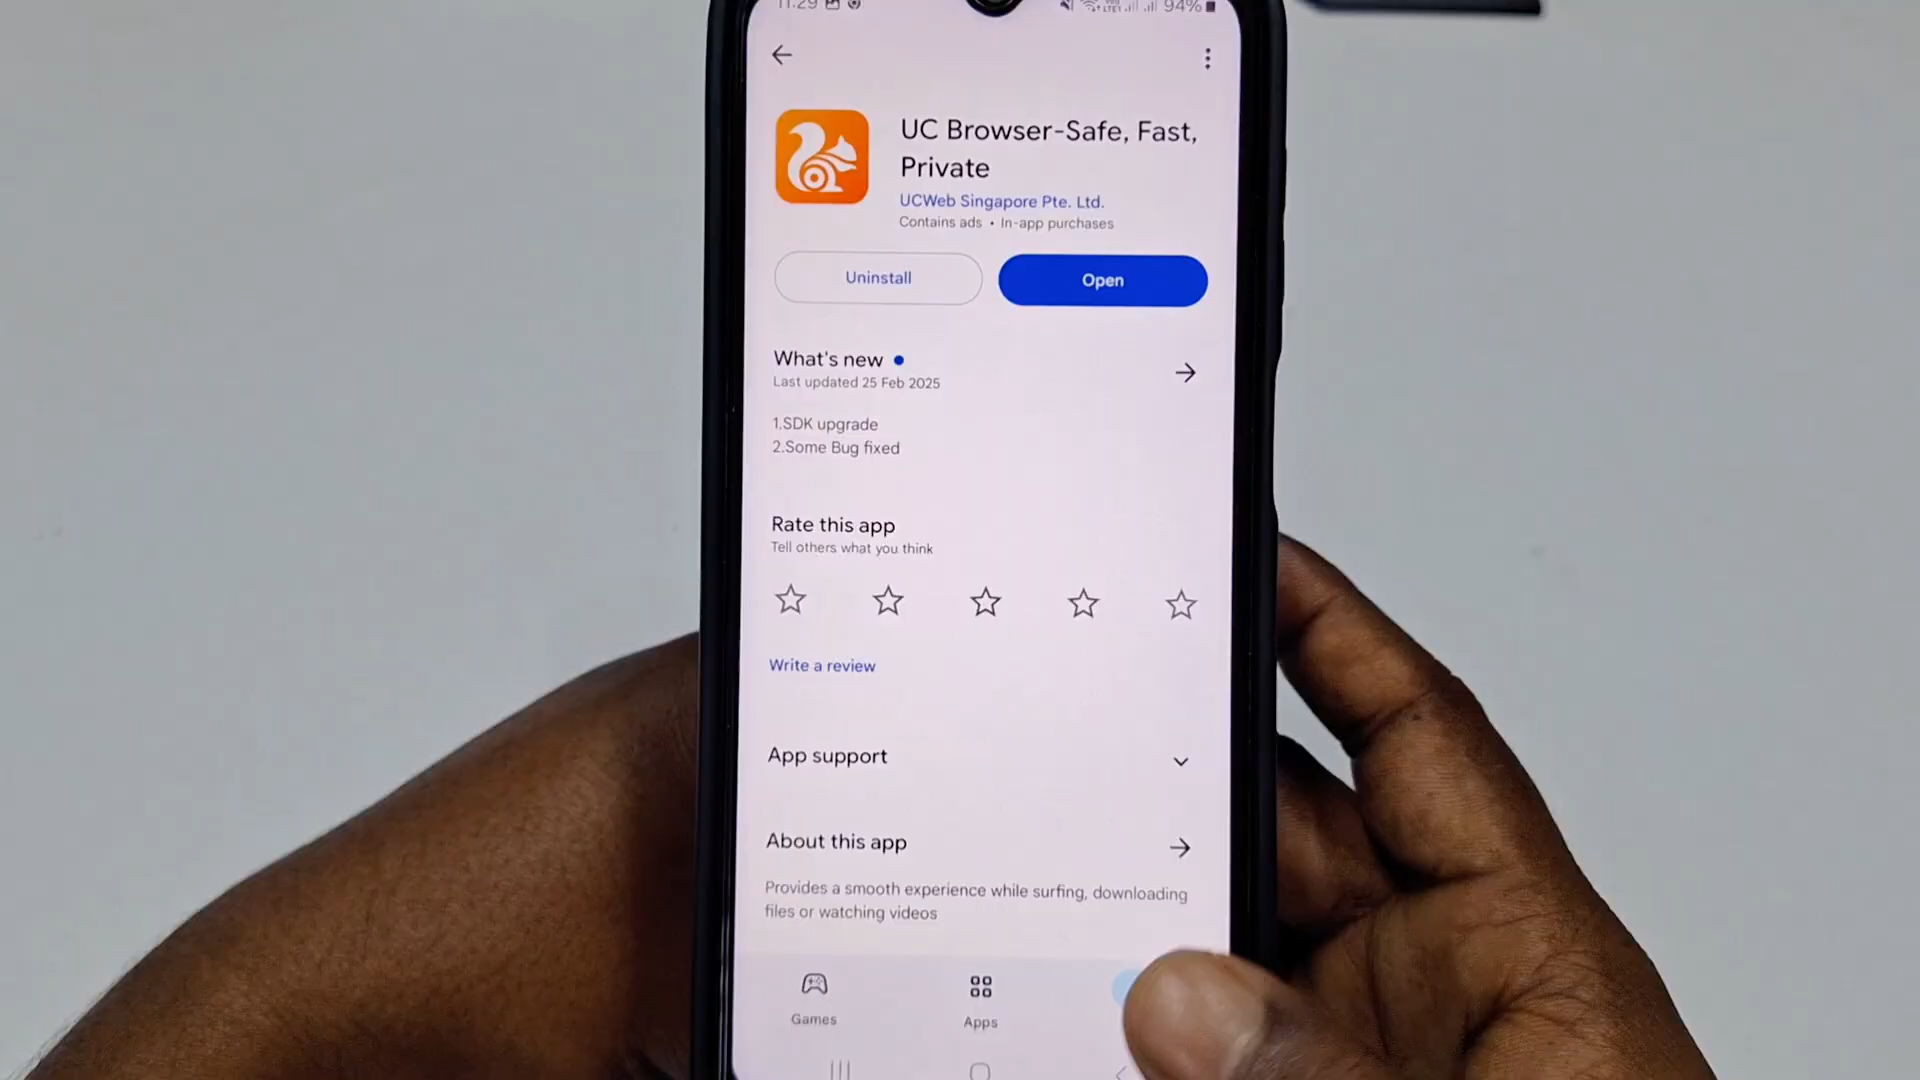 11:29
94%
UC Browser-Safe, Fast,
Private
UCWeb Singapore Pte. Ltd.
Contains ads • In-app purchases
Uninstall
Open
What's new
Last updated 25 Feb 2025
1.SDK upgrade
2.Some Bug fixed
Rate this app
Tell others what you think
Write a review
App support
About this app
Provides a smooth experience while surfing, downloading
files or watching videos
Games
Apps